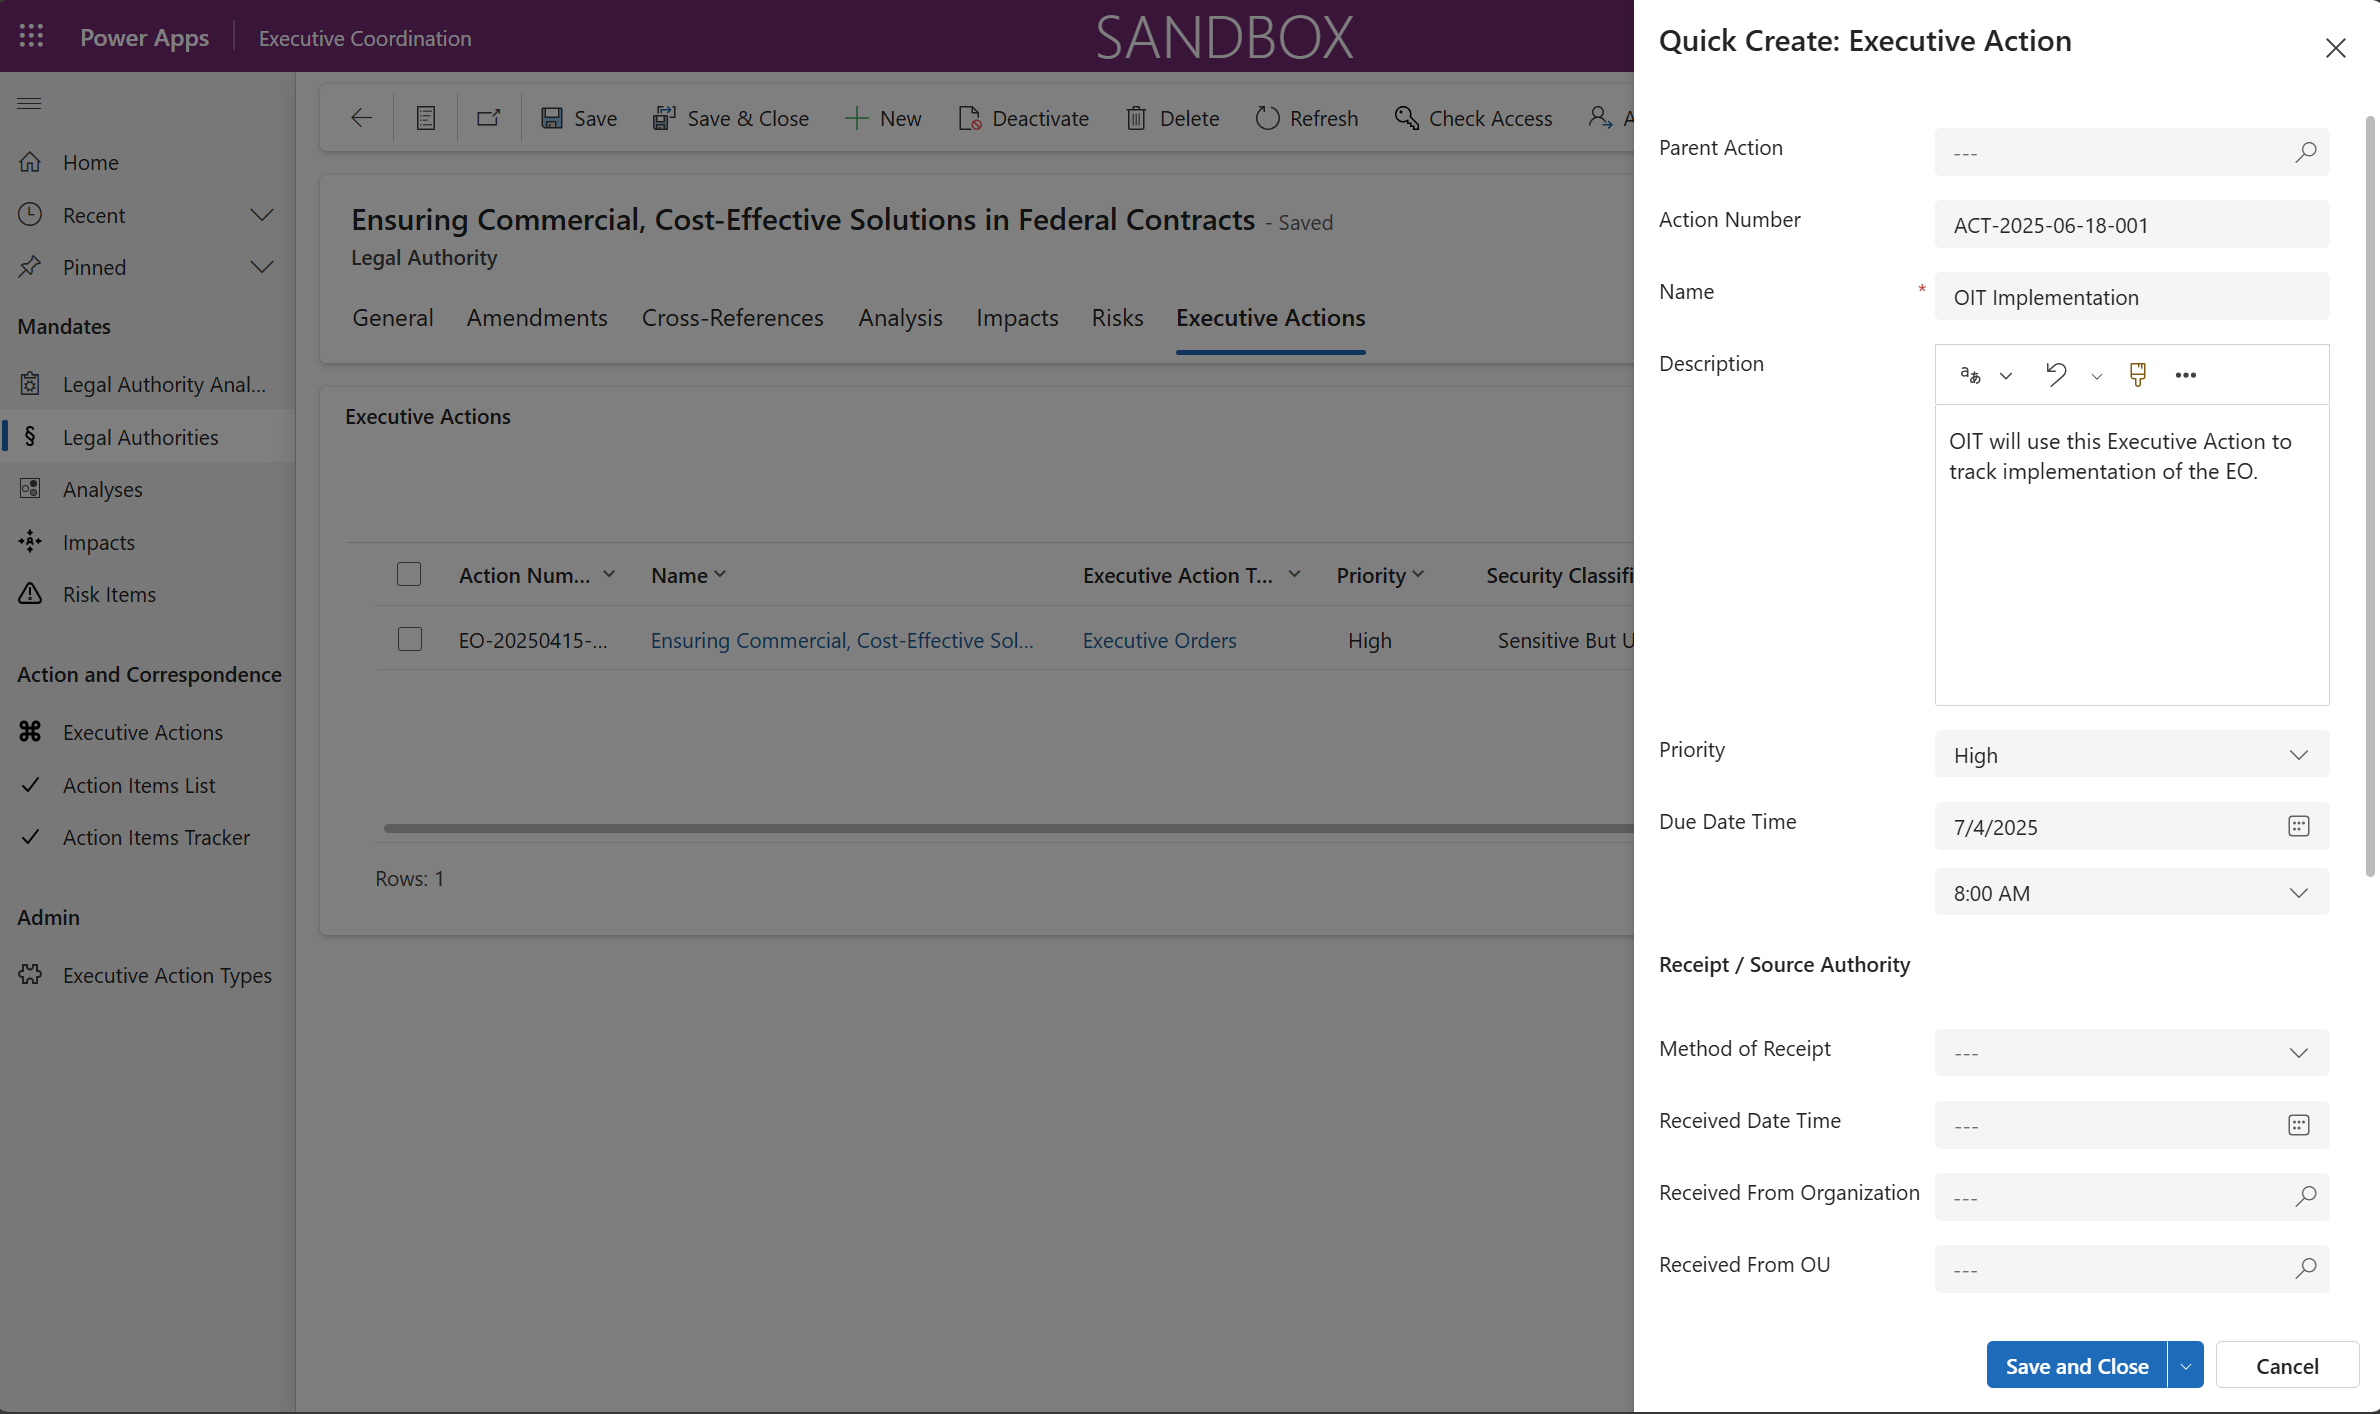 Power Apps
Executive Coordination
SANDBOX
Home
Recent
Pinned
Mandates
Legal Authority Anal...
§ Legal Authorities
Analyses
Impacts
Risk Items
Action and Correspondence
Executive Actions
Action Items List
Action Items Tracker
Admin
Executive Action Types
Save
Save & Close
New
Deactivate
Delete
Refresh
Check Access
Ensuring Commercial, Cost-Effective Solutions in Federal Contracts - Saved
Legal Authority
General
Amendments
Cross-References
Analysis
Impacts
Risks
Executive Actions
Executive Actions
Action Num...
Name
Executive Action T...
Priority
Security Classifi
EO-20250415-...
Ensuring Commercial, Cost-Effective Sol...
Executive Orders
High
Sensitive But U
Rows: 1
Quick Create: Executive Action
Parent Action
---
Action Number
ACT-2025-06-18-001
Name *
OIT Implementation
Description
OIT will use this Executive Action to
track implementation of the EO.
Priority
High
Due Date Time
7/4/2025
8:00 AM
Receipt / Source Authority
Method of Receipt
---
Received Date Time
---
Received From Organization
---
Received From OU
---
Save and Close
Cancel